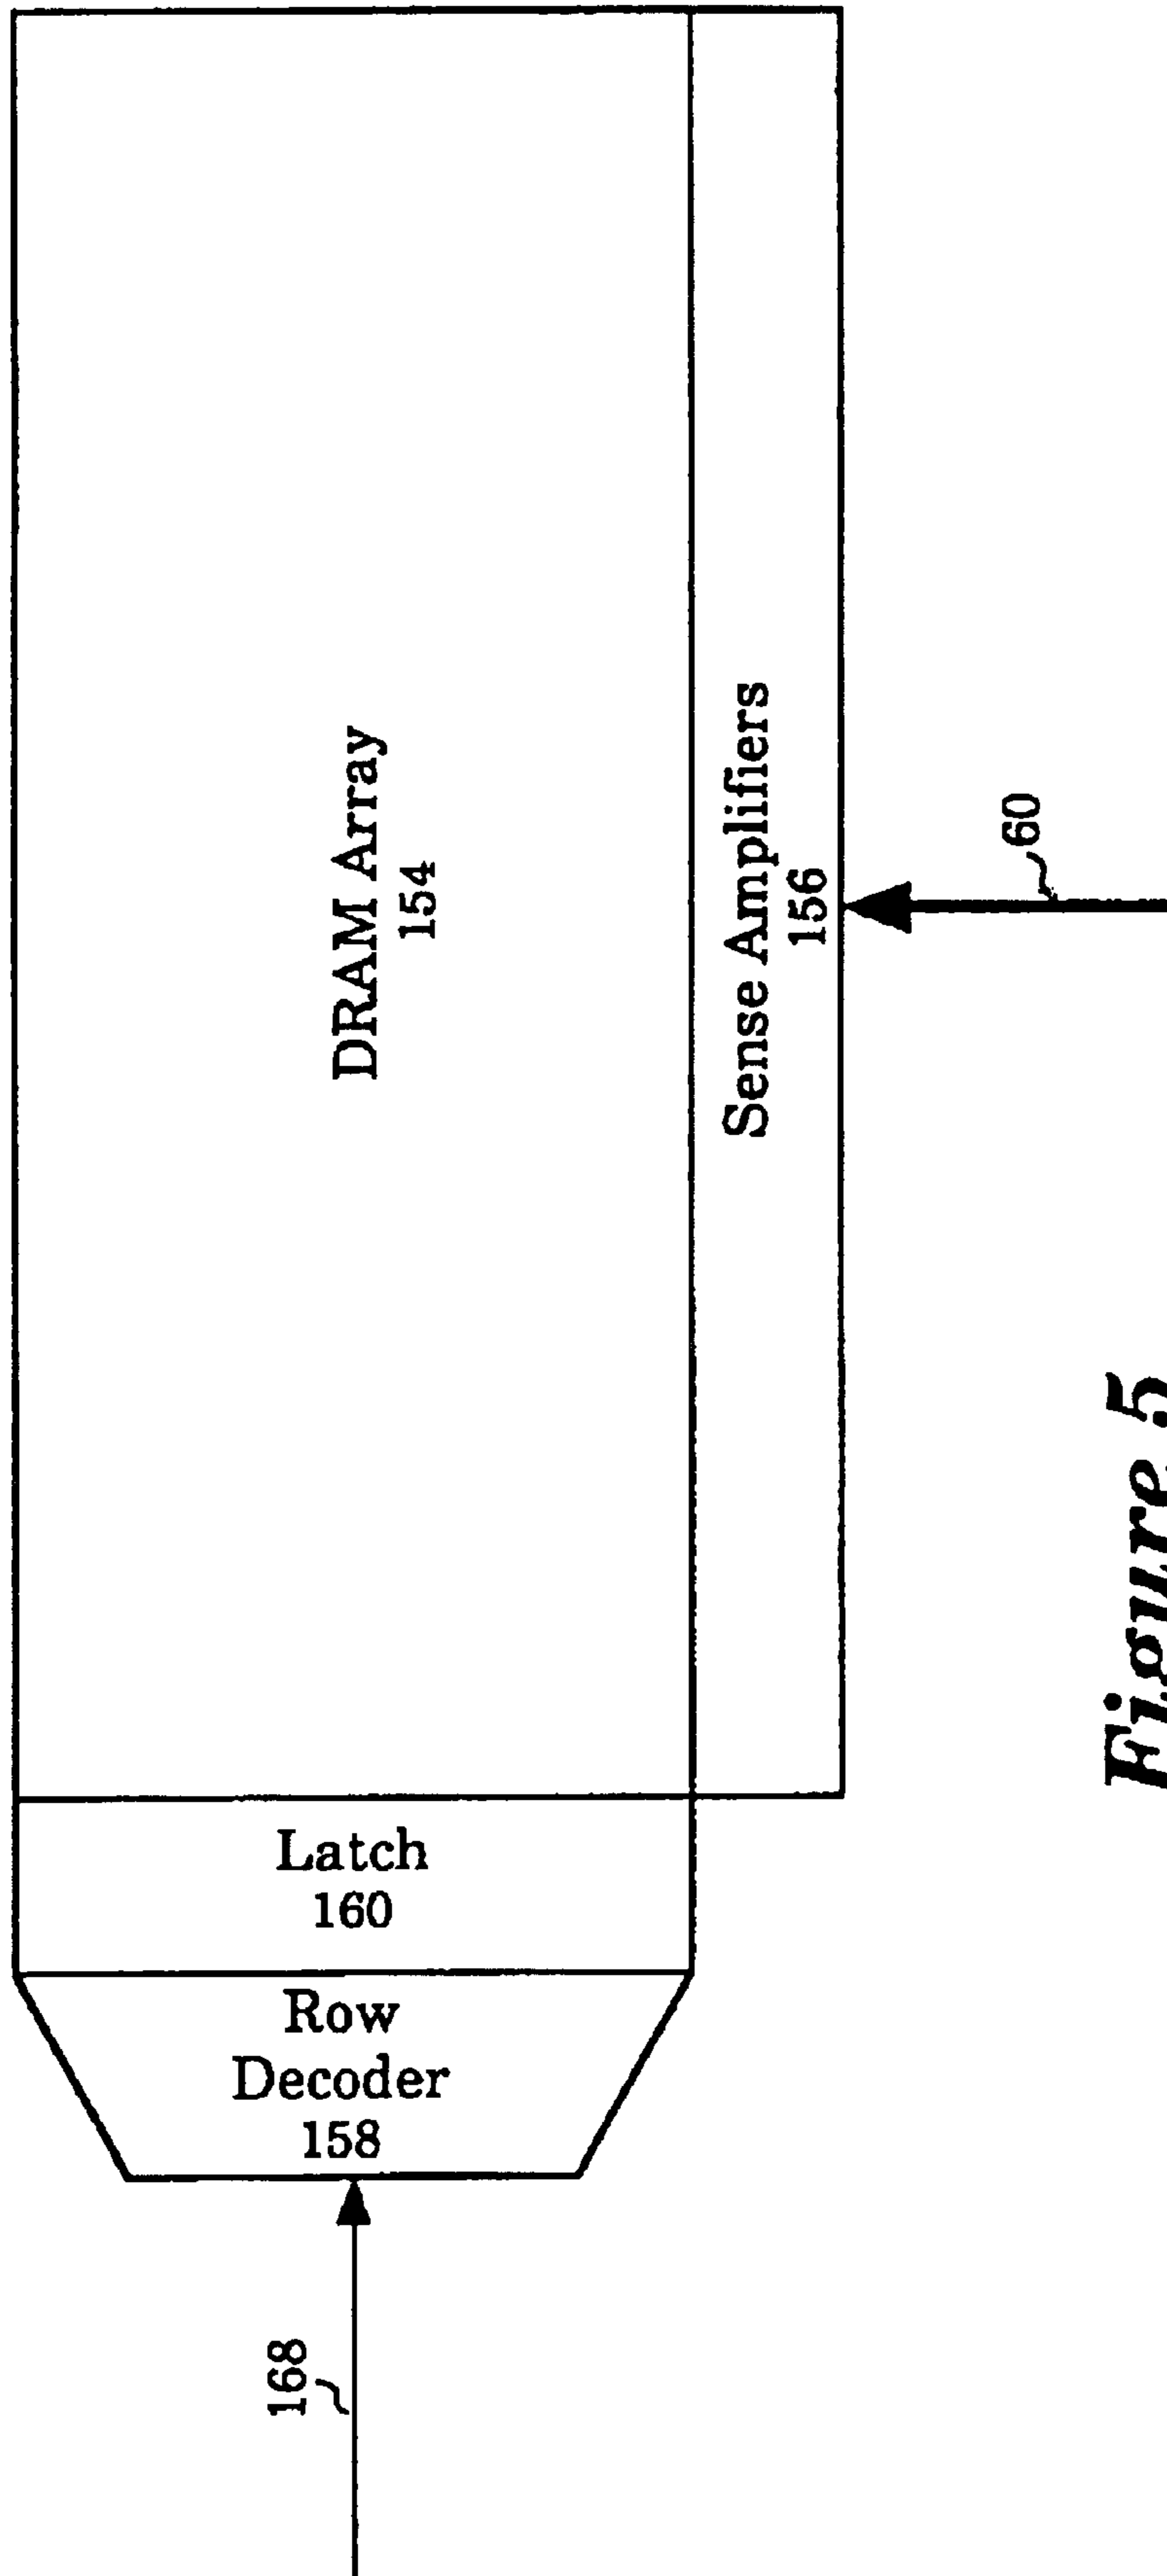 DRAM Array
154
Sense Amplifiers
156
60
Latch
160
Row
Decoder
158
168
Figure 5